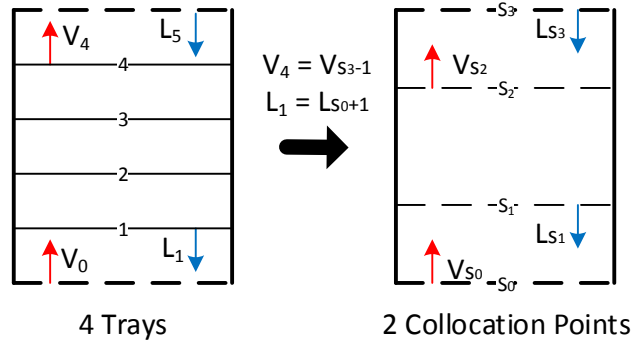 V₄
L₅
4
3
2
1
V₀
L₁
4 Trays
V₄ = Vs₃-1
L₁ = Ls₀+1
S₃
Ls₃
Vs₂
S₂
S₁
Ls₁
Vs₀
S₀
2 Collocation Points